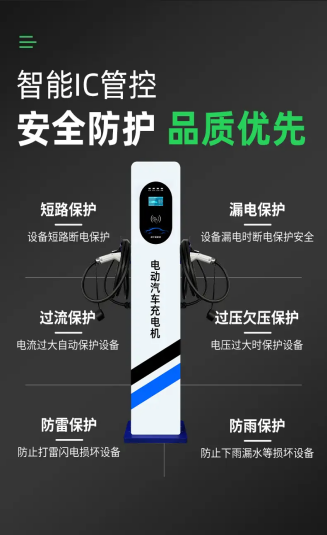 智能IC管控
安全防护 品质优先
短路保护
设备短路断电保护
漏电保护
设备漏电时断电保护安全
过流保护
电流过大自动保护设备
过压欠压保护
电压过大时保护设备
电动汽车充电机
防雷保护
防止打雷闪电损坏设备
防雨保护
防止下雨漏水等损坏设备